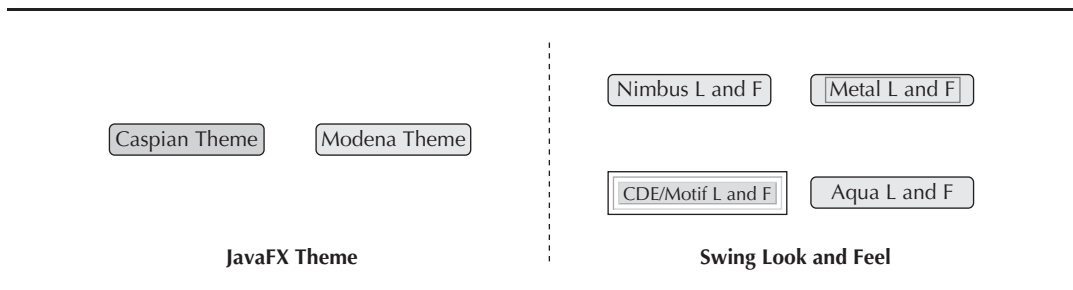 Caspian Theme
Modena Theme
JavaFX Theme
Nimbus L and F
Metal L and F
CDE/Motif L and F
Aqua L and F
Swing Look and Feel